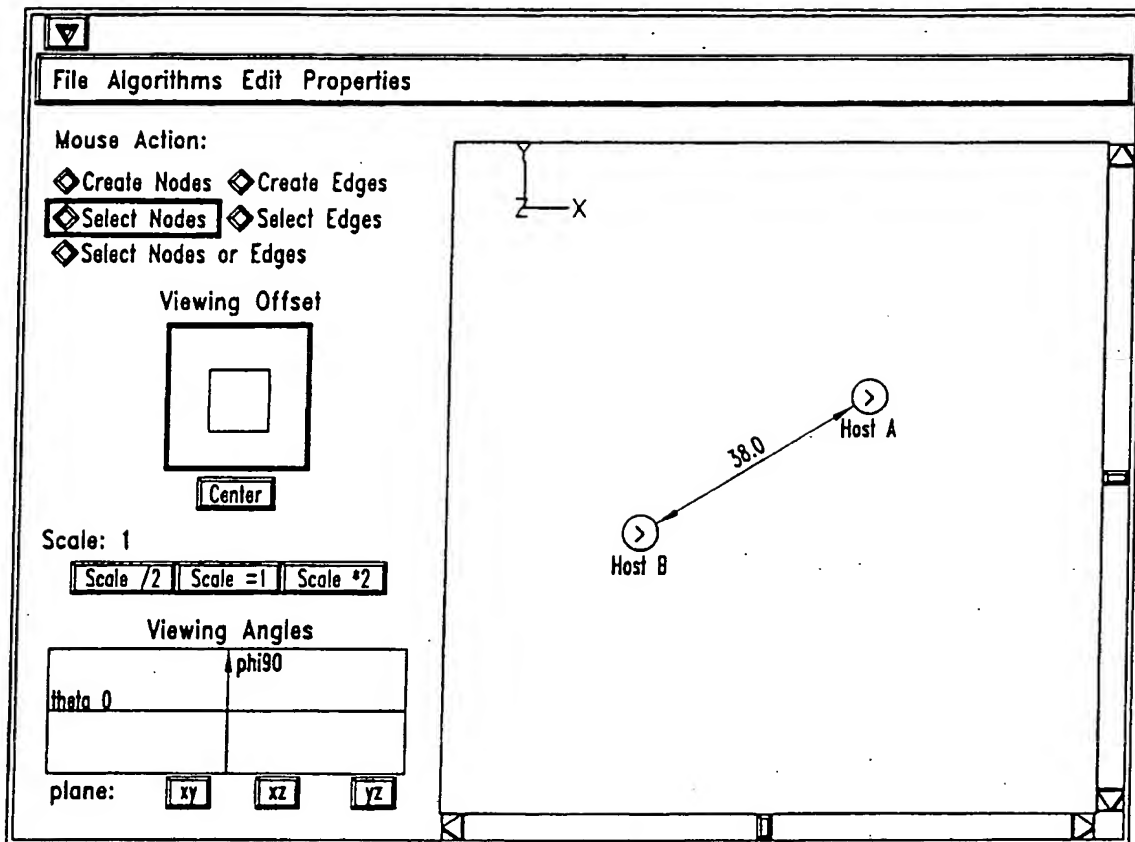 File Algorithms Edit Properties
Mouse Action:
Create Nodes Create Edges
Select Nodes Select Edges
Select Nodes or Edges
Viewing Offset
Center
Scale: 1
Scale /2 Scale =1 Scale *2
Viewing Angles
phi90
theta 0
plane: xy xz yz
Y
Z X
Host A
38.0
Host B